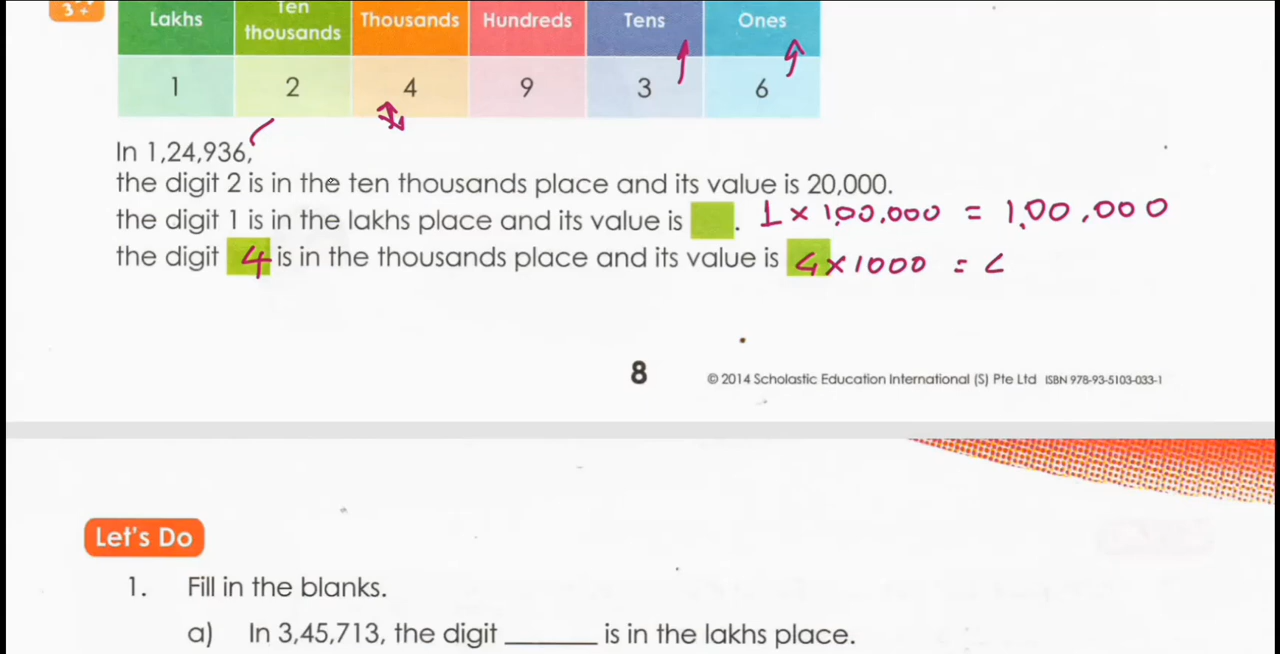 3+
Lakhs Ten thousands Thousands Hundreds Tens Ones
1 2 4 9 3 6
In 1,24,936,
the digit 2 is in the ten thousands place and its value is 20,000.
the digit 1 is in the lakhs place and its value is . 1 × 1,00,000 = 1,00,000
the digit 4 is in the thousands place and its value is 4 × 1000 = 4
8 © 2014 Scholastic Education International (S) Pte Ltd ISBN 978-93-5103-033-1
Let's Do
1. Fill in the blanks.
a) In 3,45,713, the digit ______ is in the lakhs place.